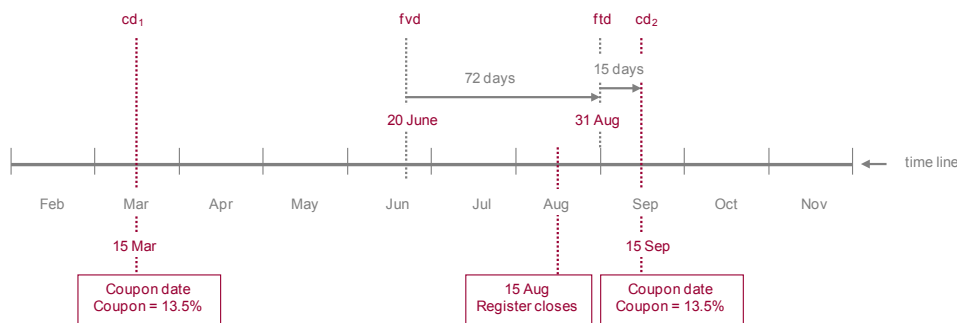 cd₁
fvd
ftd
cd₂
72 days
15 days
20 June
31 Aug
time line
Feb
Mar
Apr
May
Jun
Jul
Aug
Sep
Oct
Nov
15 Mar
15 Sep
Coupon date
Coupon = 13.5%
15 Aug
Register closes
Coupon date
Coupon = 13.5%